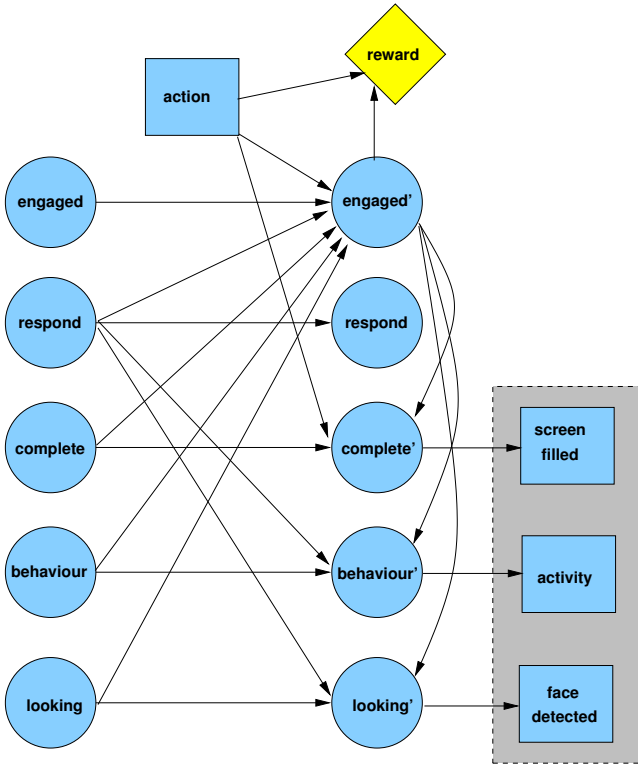 reward
action
engaged
engaged'
respond
respond
complete
complete'
screen
filled
behaviour
behaviour'
activity
looking
looking'
face
detected